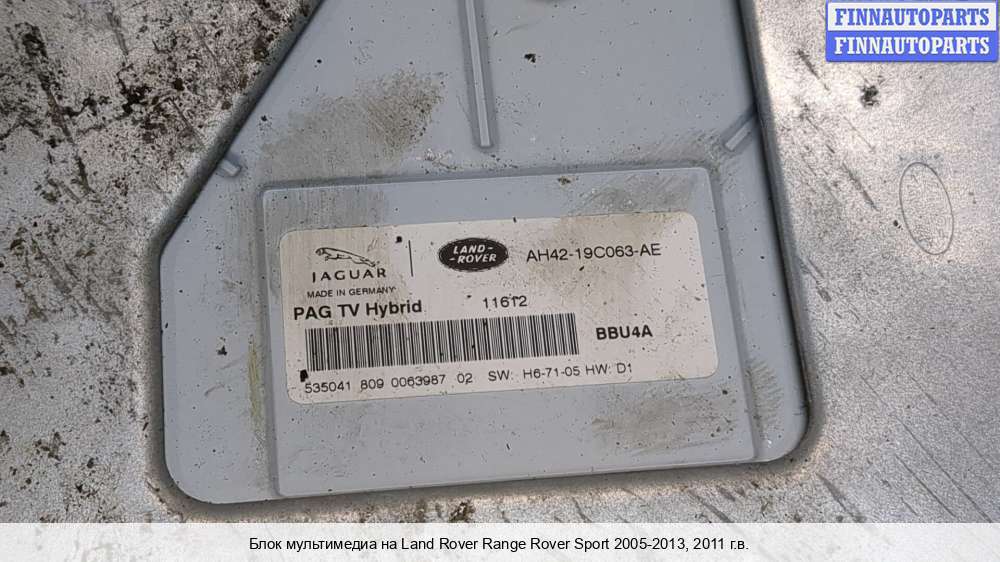 FINNAUTOPARTS
FINNAUTOPARTS
JAGUAR
LAND-
-ROVER
AH42-19C063-AE
MADE IN GERMANY
PAG TV Hybrid 11612
BBU4A
535041 809 0063987 02 SW: H6-71-05 HW: D1
Блок мультимедиа на Land Rover Range Rover Sport 2005-2013, 2011 г.в.